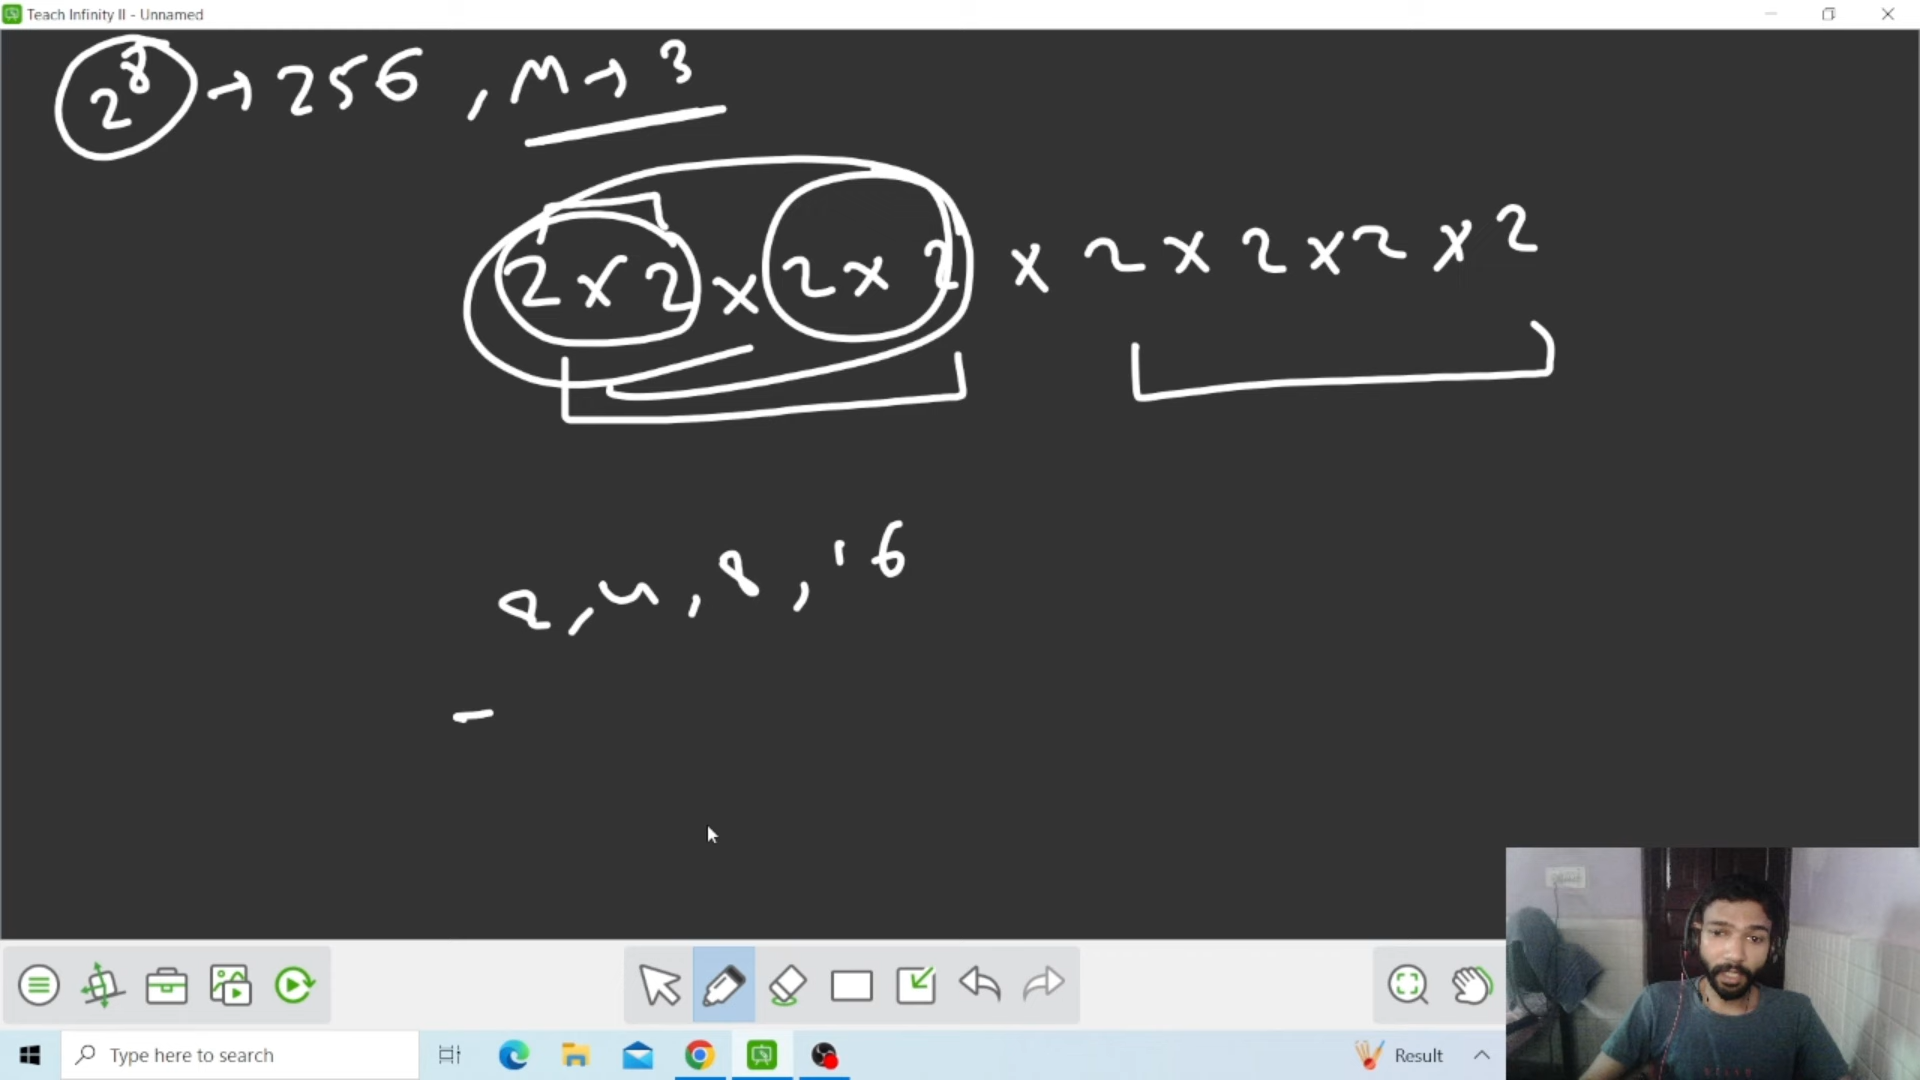 Teach Infinity II - Unnamed
2⁸ → 256 , M → 3
2 x 2 x 2 x 2 x 2 x 2 x 2 x 2
2, 4, 8, 16
-
Type here to search
Result